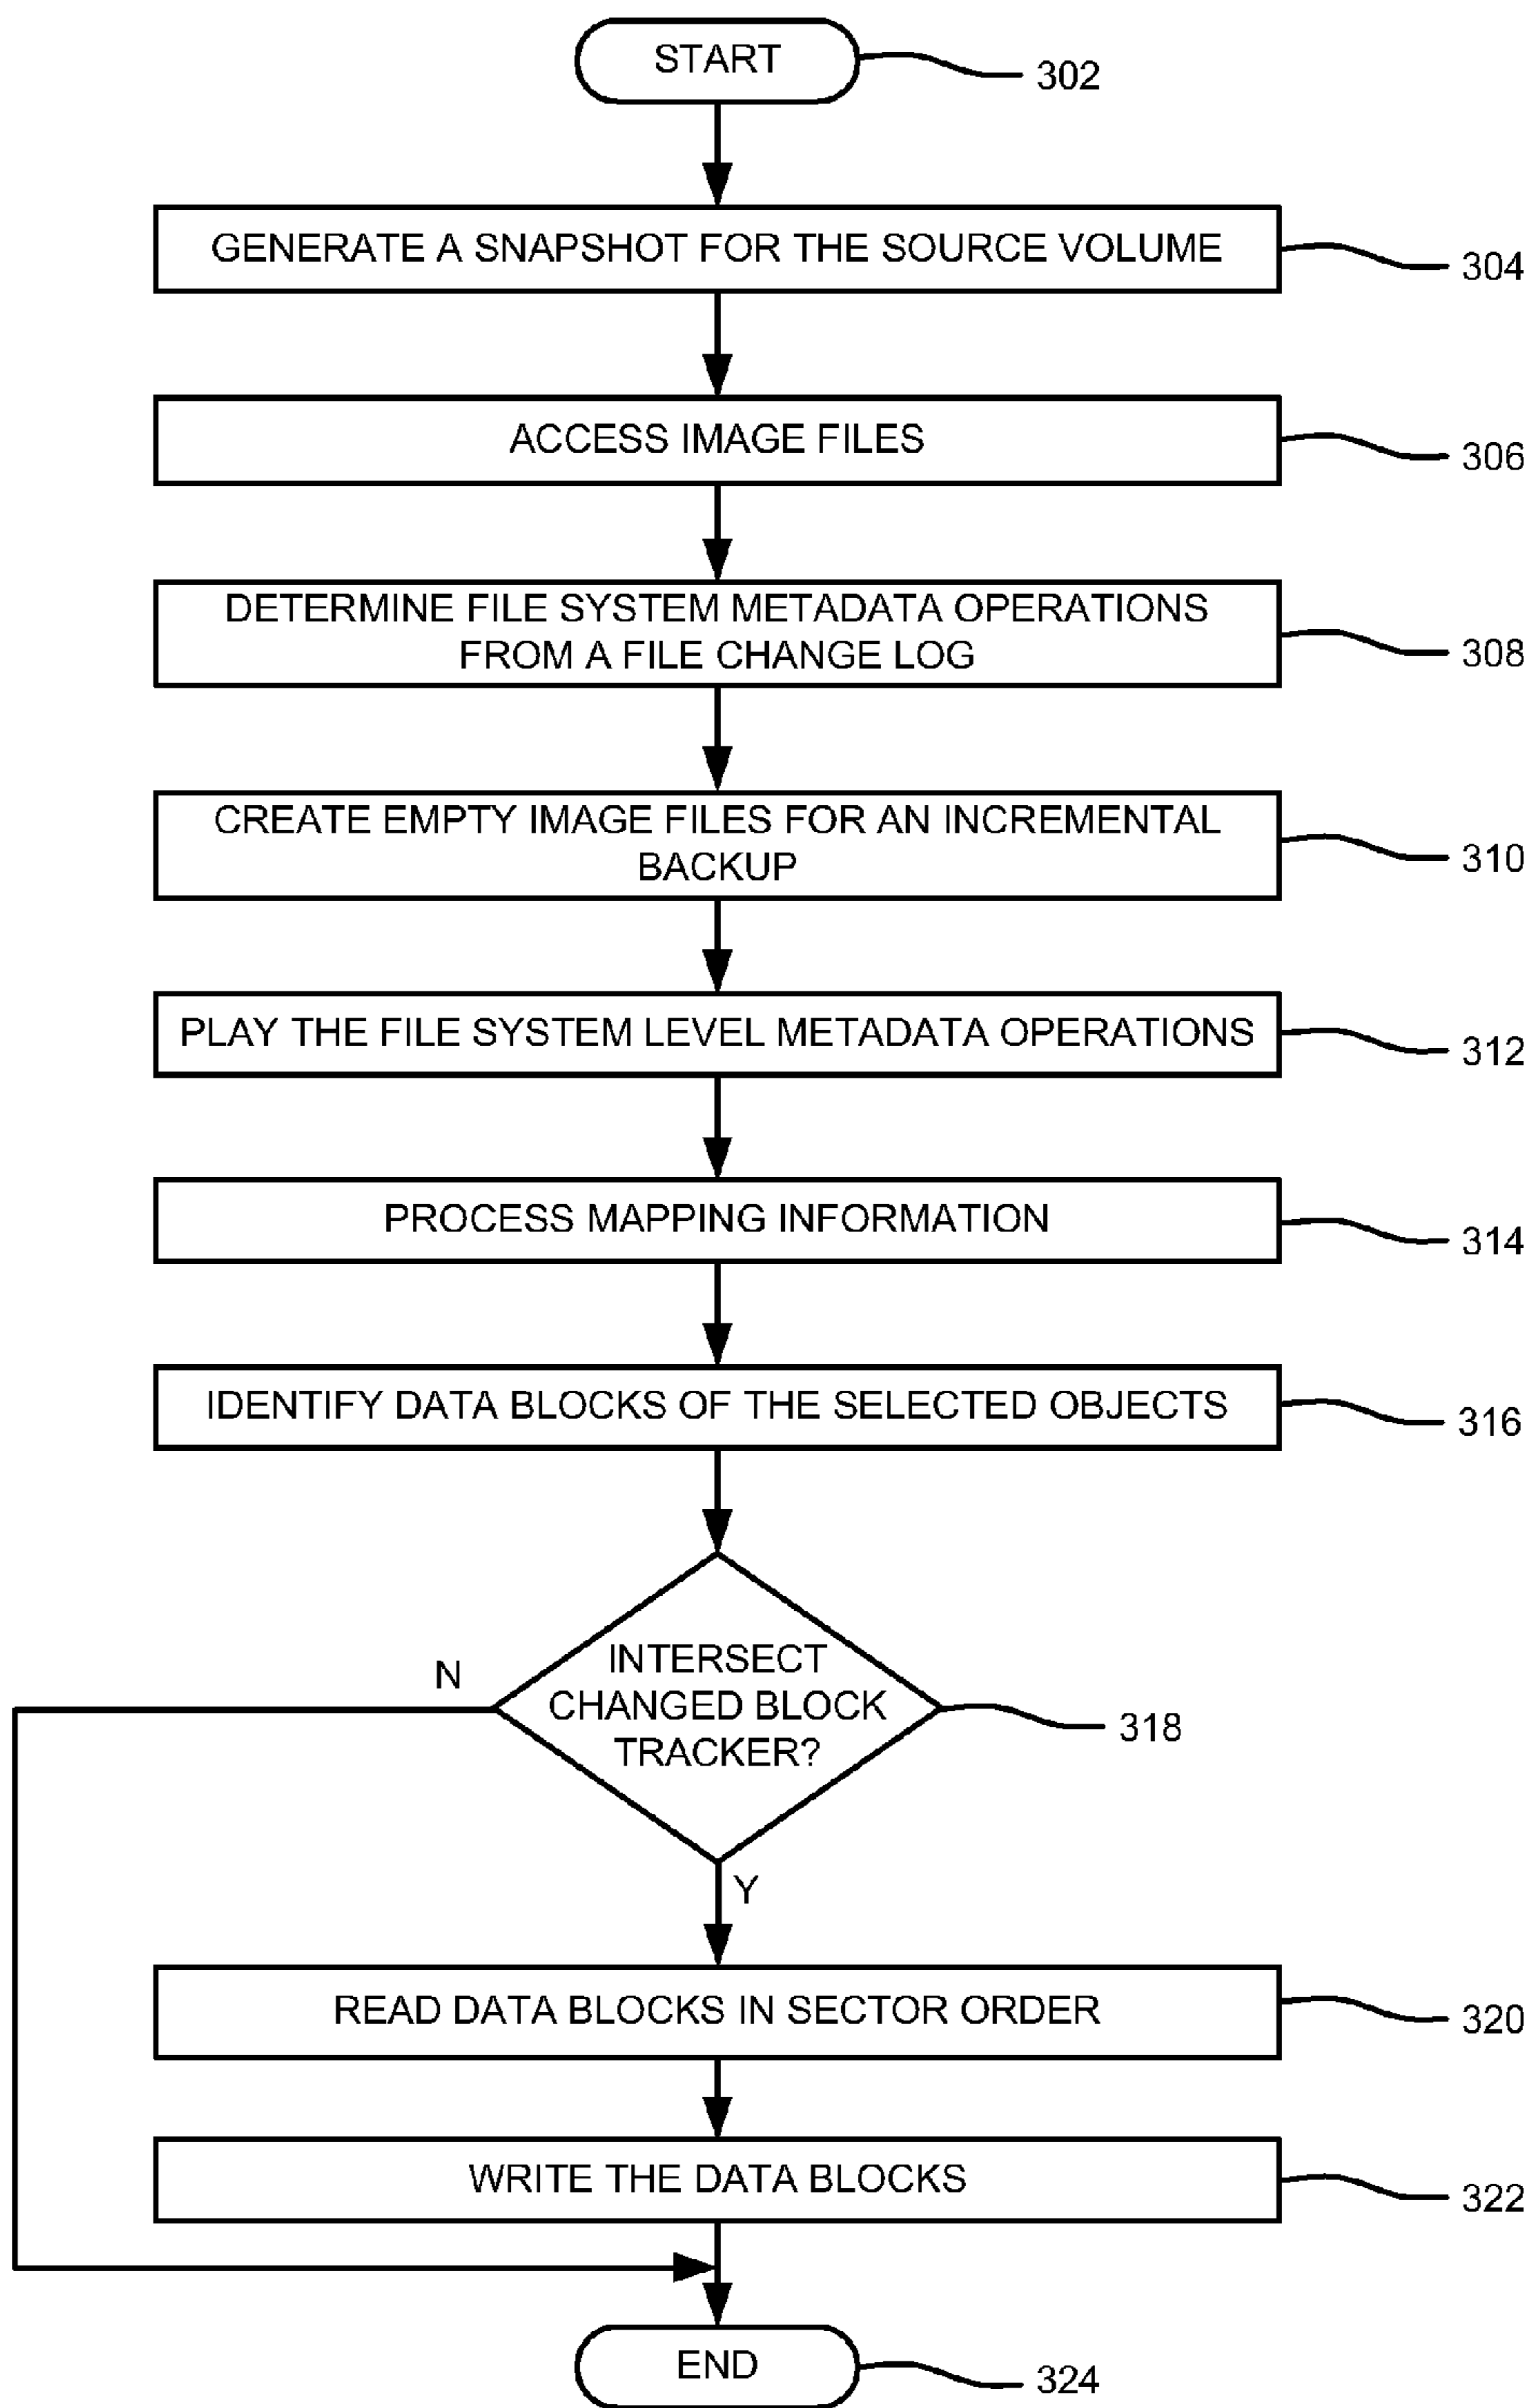 START
302
GENERATE A SNAPSHOT FOR THE SOURCE VOLUME
304
ACCESS IMAGE FILES
306
DETERMINE FILE SYSTEM METADATA OPERATIONS
FROM A FILE CHANGE LOG
308
CREATE EMPTY IMAGE FILES FOR AN INCREMENTAL
BACKUP
310
PLAY THE FILE SYSTEM LEVEL METADATA OPERATIONS
312
PROCESS MAPPING INFORMATION
314
IDENTIFY DATA BLOCKS OF THE SELECTED OBJECTS
316
N
INTERSECT
CHANGED BLOCK
TRACKER?
318
Y
READ DATA BLOCKS IN SECTOR ORDER
320
WRITE THE DATA BLOCKS
322
END
324